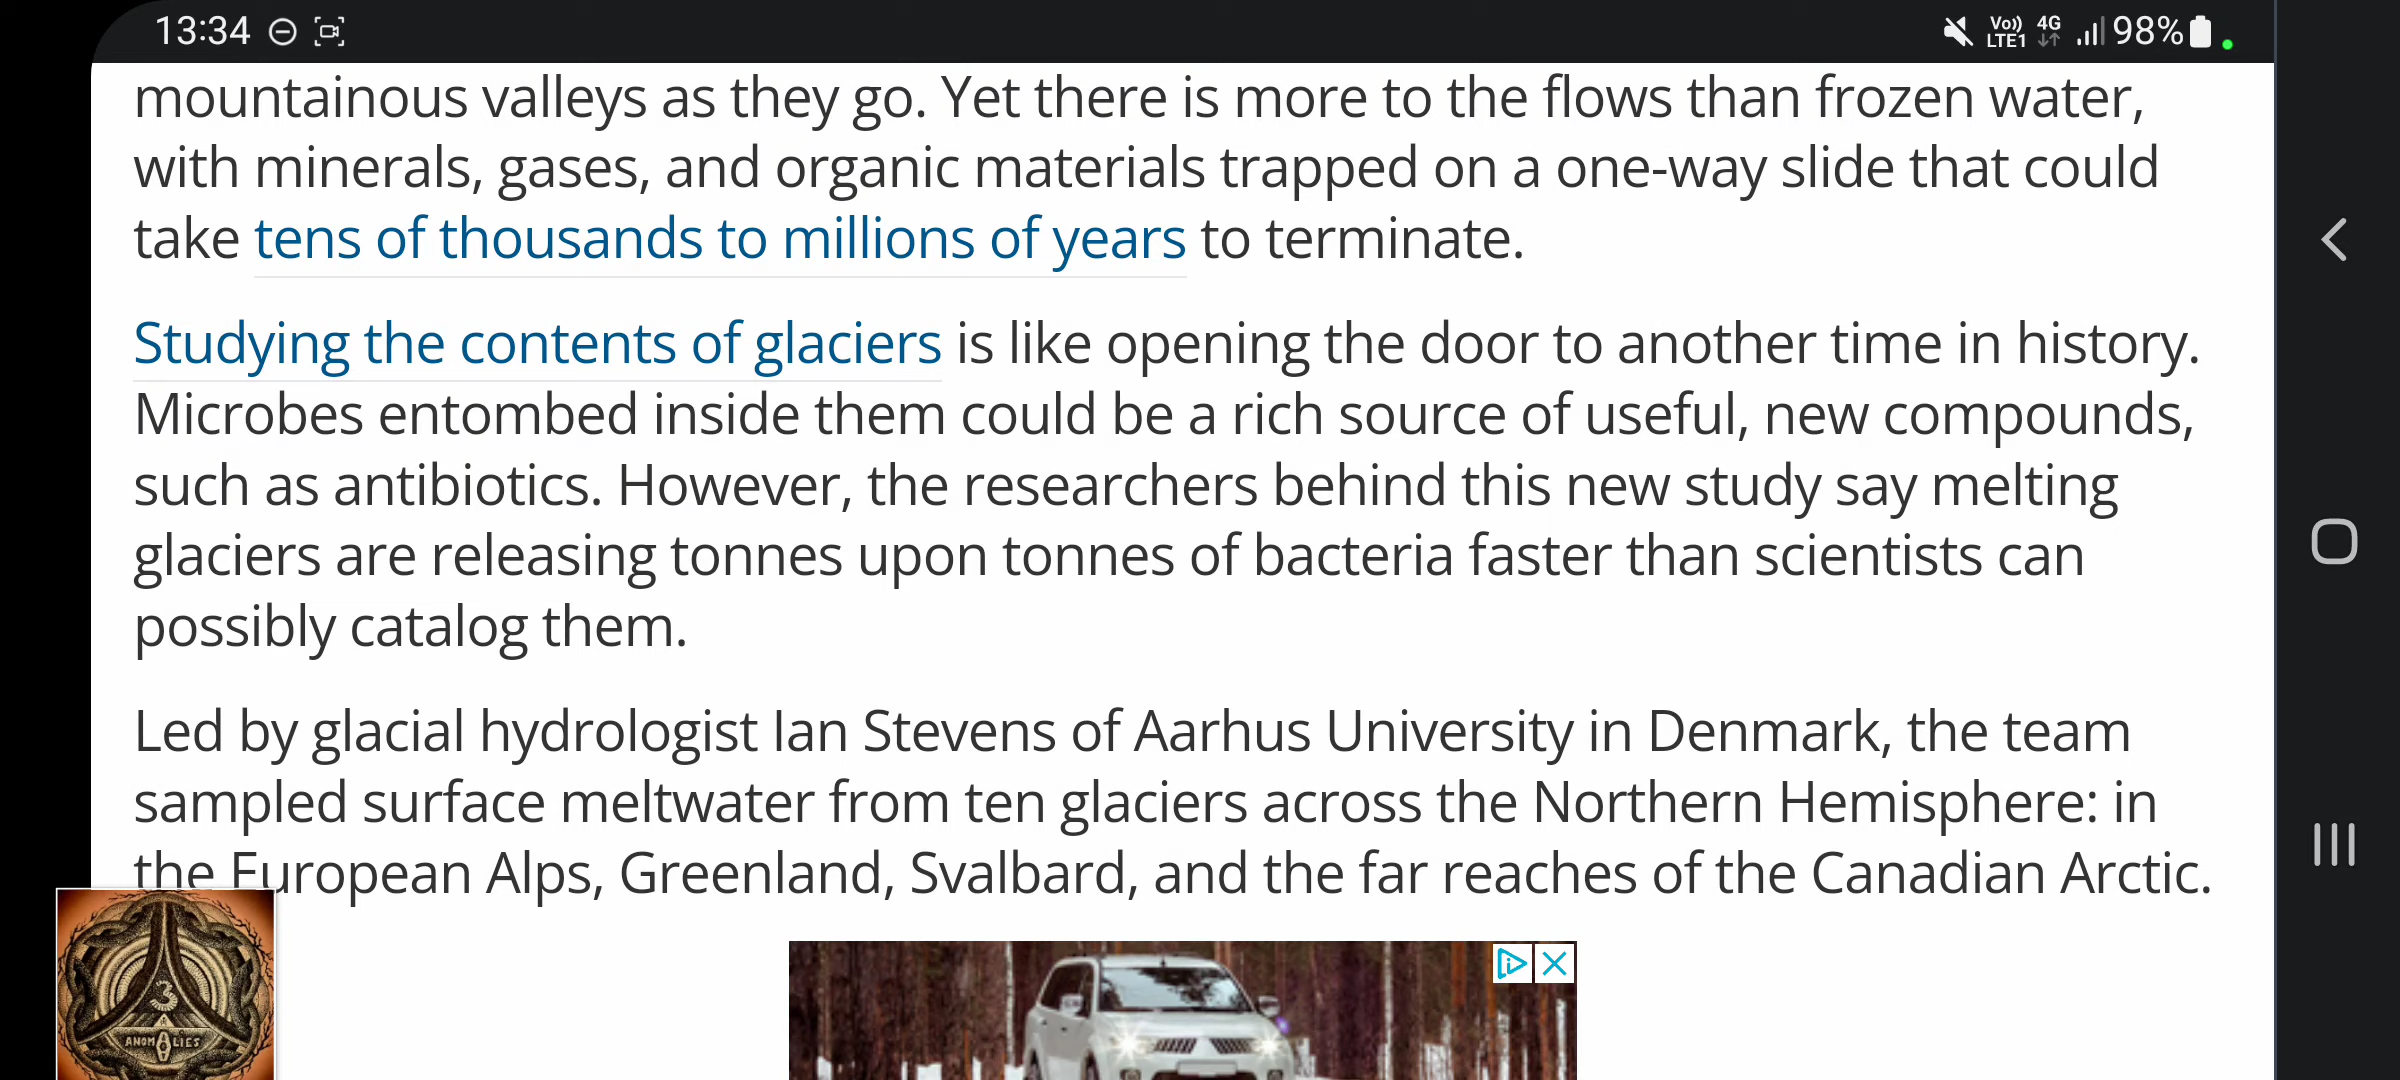 13:34
Vo)) LTE1 4G 98%
mountainous valleys as they go. Yet there is more to the flows than frozen water,
with minerals, gases, and organic materials trapped on a one-way slide that could
take tens of thousands to millions of years to terminate.
Studying the contents of glaciers is like opening the door to another time in history.
Microbes entombed inside them could be a rich source of useful, new compounds,
such as antibiotics. However, the researchers behind this new study say melting
glaciers are releasing tonnes upon tonnes of bacteria faster than scientists can
possibly catalog them.
Led by glacial hydrologist Ian Stevens of Aarhus University in Denmark, the team
sampled surface meltwater from ten glaciers across the Northern Hemisphere: in
the European Alps, Greenland, Svalbard, and the far reaches of the Canadian Arctic.
3
ANOMALIES